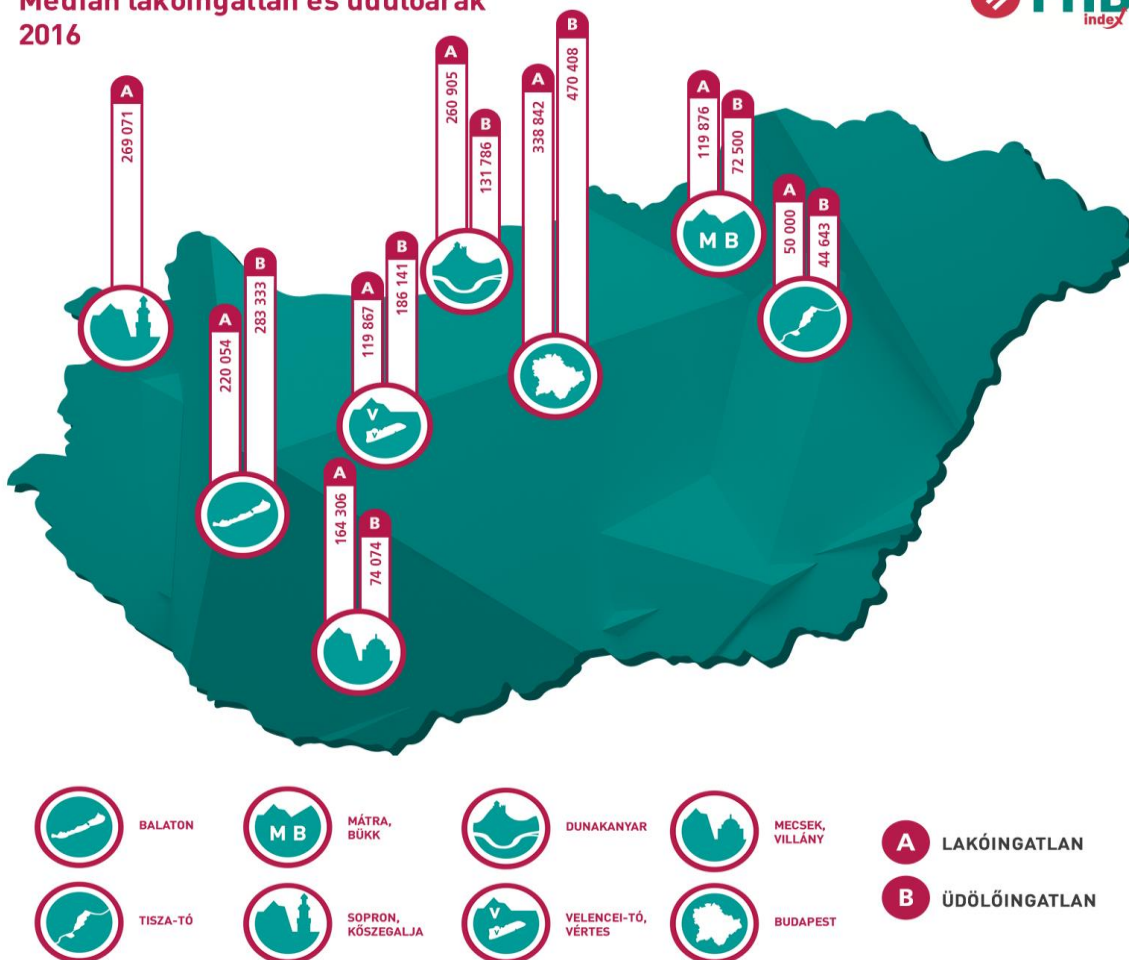 Medián lakóingatlan és üdülőárak
2016
FHB
index
A
269 071
A
220 054
B
283 333
A
119 867
B
186 141
A
260 905
B
131 786
A
338 842
B
470 408
A
119 876
B
72 500
M B
A
50 000
B
44 643
V
V
A
164 306
B
74 074
BALATON
M B
MÁTRA,
BÜKK
DUNAKANYAR
MECSEK,
VILLÁNY
A LAKÓINGATLAN
TISZA-TÓ
SOPRON,
KŐSZEGALJA
V
V
VELENCEI-TÓ,
VÉRTES
BUDAPEST
B ÜDÖLŐINGATLAN